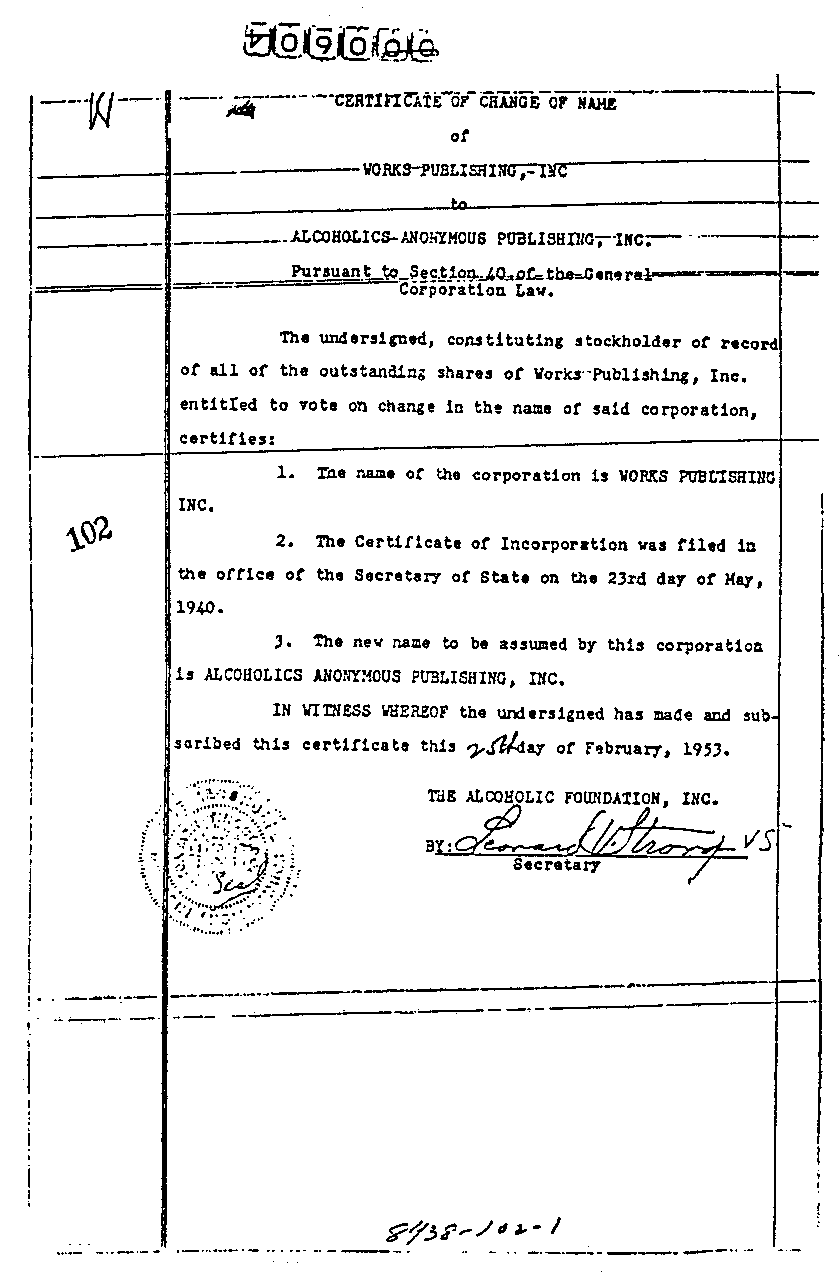 CERTIFICATE OF CHANGE OF NAME
of
WORKS PUBLISHING, INC
to
ALCOHOLICS ANONYMOUS PUBLISHING, INC.
Pursuant to Section 40 of the General
Corporation Law.
The undersigned, constituting stockholder of record
of all of the outstanding shares of Works Publishing, Inc.
entitled to vote on change in the name of said corporation,
certifies:
1. The name of the corporation is WORKS PUBLISHING
INC.
102
2. The Certificate of Incorporation was filed in
the office of the Secretary of State on the 23rd day of May,
1940.
3. The new name to be assumed by this corporation
is ALCOHOLICS ANONYMOUS PUBLISHING, INC.
IN WITNESS WHEREOF the undersigned has made and sub-
scribed this certificate this 25th day of February, 1953.
THE ALCOHOLIC FOUNDATION, INC.
BY: Leonard V Strong
Secretary
Seal
8438-102-1